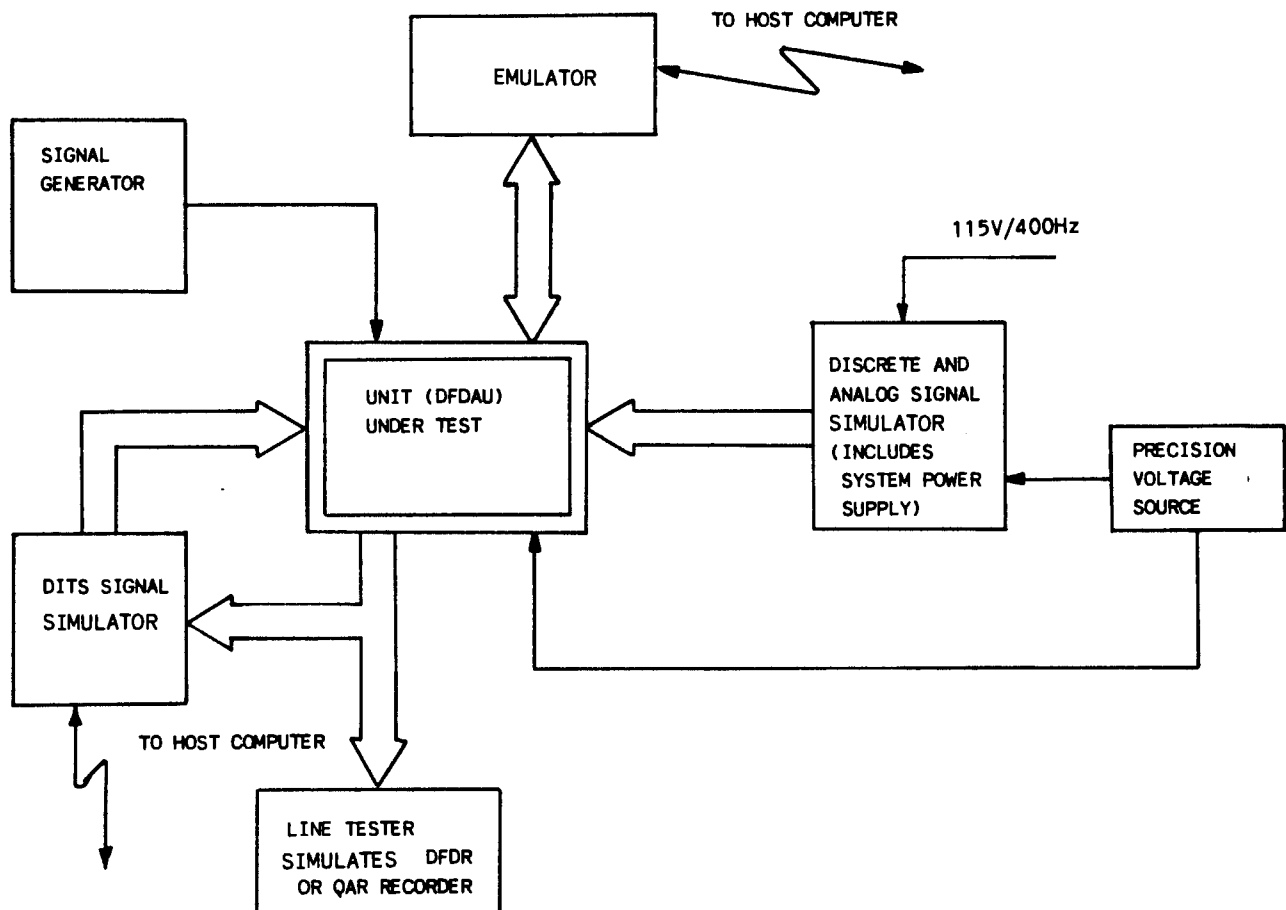 TO HOST COMPUTER
EMULATOR
SIGNAL
GENERATOR
115V/400Hz
UNIT (DFDAU)
UNDER TEST
DISCRETE AND
ANALOG SIGNAL
SIMULATOR
(INCLUDES
SYSTEM POWER
SUPPLY)
PRECISION
VOLTAGE
SOURCE
DITS SIGNAL
SIMULATOR
TO HOST COMPUTER
LINE TESTER
SIMULATES DFDR
OR QAR RECORDER